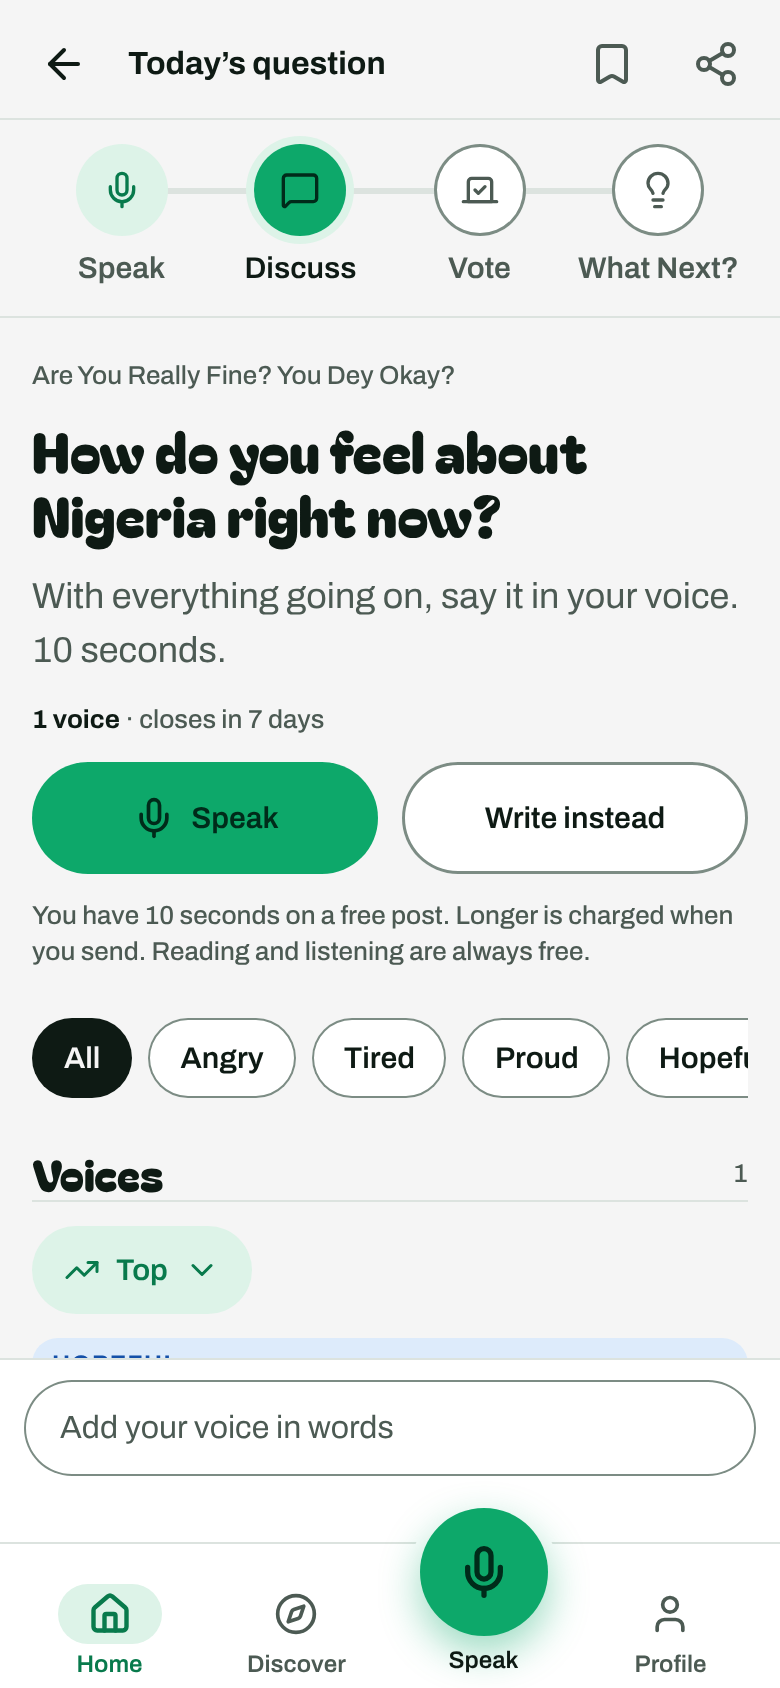 Today’s question
Speak
Discuss
Vote
What Next?
Are You Really Fine? You Dey Okay?
How do you feel about
Nigeria right now?
With everything going on, say it in your voice.
10 seconds.
1 voice · closes in 7 days
Speak
Write instead
You have 10 seconds on a free post. Longer is charged when
you send. Reading and listening are always free.
All
Angry
Tired
Proud
Voices
1
Top
Add your voice in words
Home
Discover
Speak
Profile